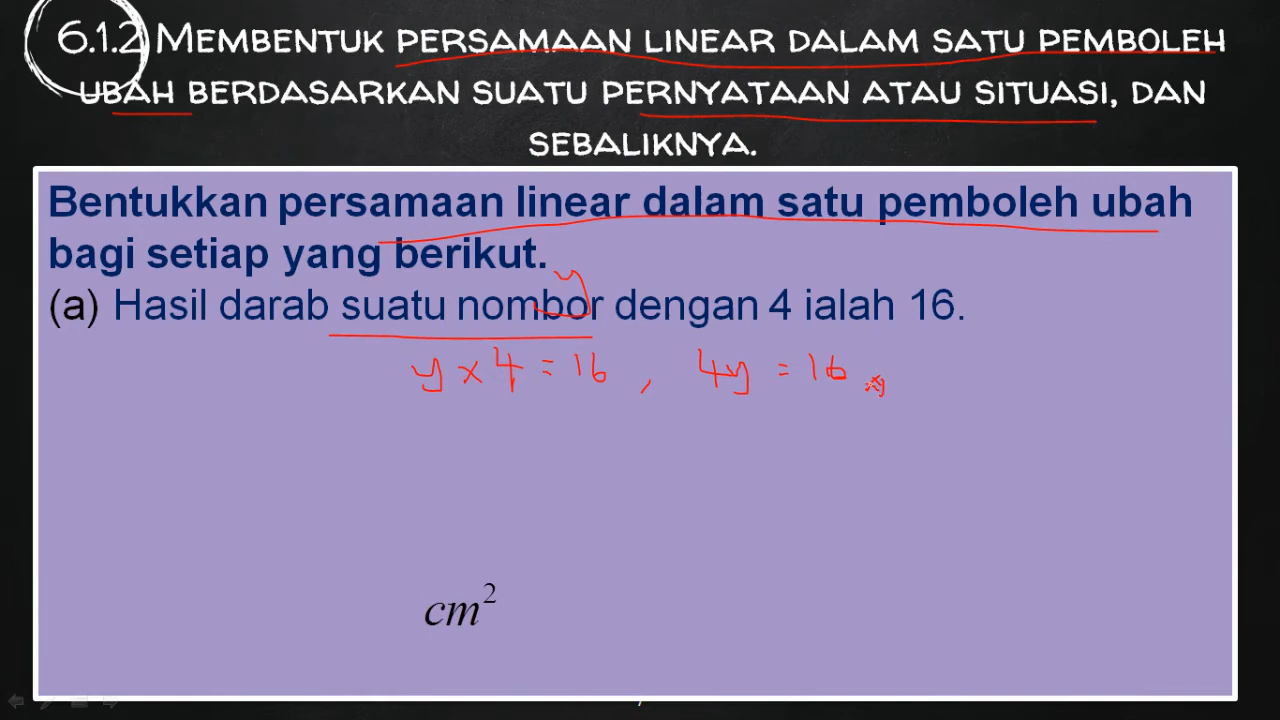 6.1.2 MEMBENTUK PERSAMAAN LINEAR DALAM SATU PEMBOLEH
UBAH BERDASARKAN SUATU PERNYATAAN ATAU SITUASI, DAN
SEBALIKNYA.
Bentukkan persamaan linear dalam satu pemboleh ubah
bagi setiap yang berikut.
y
(a) Hasil darab suatu nombor dengan 4 ialah 16.
y × 4 = 16 , 4y = 16
cm²